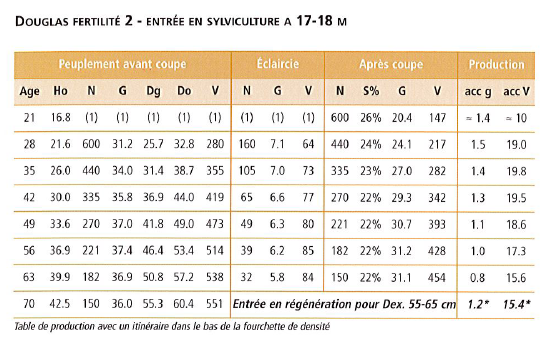 DOUGLAS FERTILITÉ 2 - ENTRÉE EN SYLVICULTURE A 17-18 M
Peuplement avant coupe Éclaircie Après coupe Production
Age Ho N G Dg Do V N G V N S% G V acc g acc V
21 16.8 (1) (1) (1) (1) (1) (1) (1) (1) 600 26% 20.4 147 ≈ 1.4 ≈ 10
28 21.6 600 31.2 25.7 32.8 280 160 7.1 64 440 24% 24.1 217 1.5 19.0
35 26.0 440 34.0 31.4 38.7 355 105 7.0 73 335 23% 27.0 282 1.4 19.8
42 30.0 335 35.8 36.9 44.0 419 65 6.6 77 270 22% 29.3 342 1.3 19.5
49 33.6 270 37.0 41.8 49.0 473 49 6.3 80 221 22% 30.7 393 1.1 18.6
56 36.9 221 37.4 46.4 53.4 514 39 6.2 85 182 22% 31.2 428 1.0 17.3
63 39.9 182 36.9 50.8 57.2 538 32 5.8 84 150 22% 31.1 454 0.8 15.6
70 42.5 150 36.0 55.3 60.4 551 Entrée en régénération pour Dex. 55-65 cm 1.2* 15.4*
Table de production avec un itinéraire dans le bas de la fourchette de densité